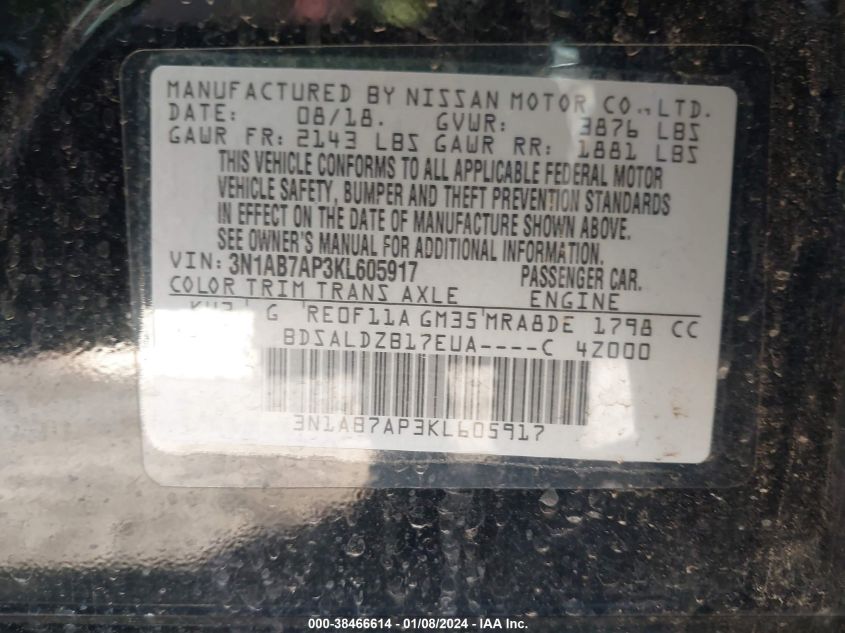 MANUFACTURED BY NISSAN MOTOR CO., LTD.
DATE: 08/18. GVWR: 3876 LBS
GAWR FR: 2143 LBS GAWR RR: 1881 LBS
THIS VEHICLE CONFORMS TO ALL APPLICABLE FEDERAL MOTOR
VEHICLE SAFETY, BUMPER AND THEFT PREVENTION STANDARDS
IN EFFECT ON THE DATE OF MANUFACTURE SHOWN ABOVE.
SEE OWNER'S MANUAL FOR ADDITIONAL INFORMATION.
VIN: 3N1AB7AP3KL605917 PASSENGER CAR.
COLOR TRIM TRANS AXLE ENGINE
G RE0F11A GM35 MRA8DE 1798 CC
BDSALDZB17EUA----C 4Z000
3N1AB7AP3KL605917
000-38466614 - 01/08/2024 - IAA Inc.